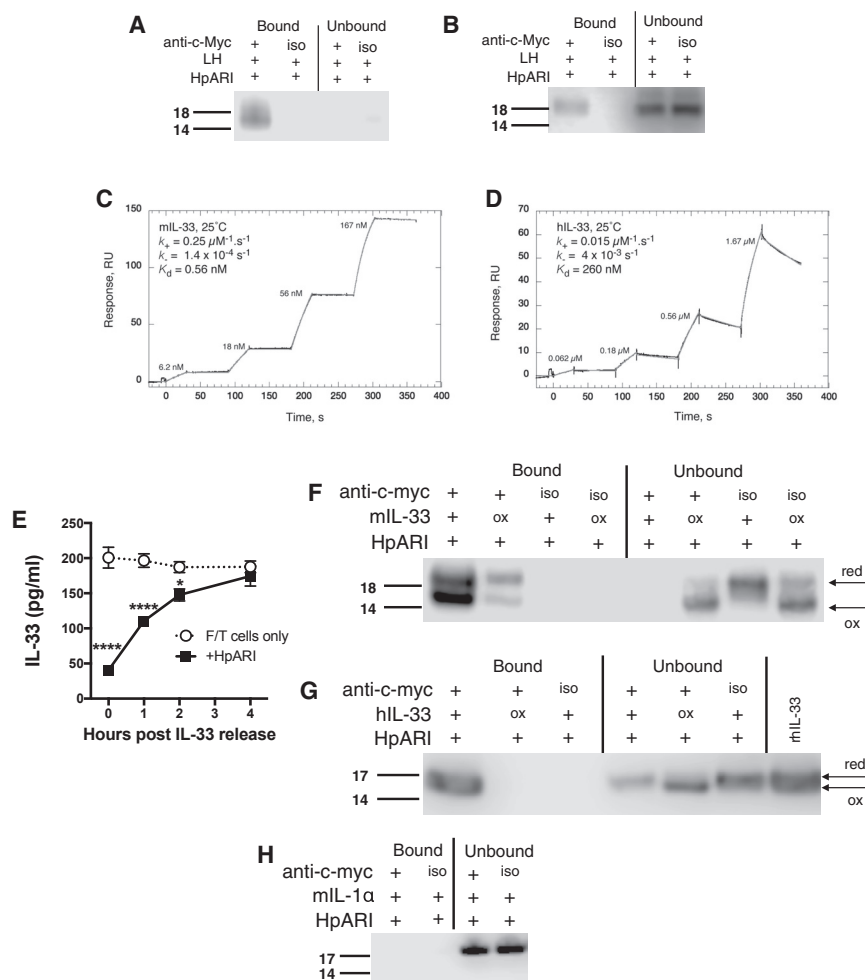 A
Bound
Unbound
anti-c-Myc + iso + iso
LH + + + +
HpARI + + + +
18
14
B
Bound
Unbound
anti-c-Myc + iso + iso
LH + + + +
HpARI + + + +
18
14
C
mIL-33, 25˚C
k+ = 0.25 µM-1.s-1
k- = 1.4 x 10-4 s-1
Kd = 0.56 nM
167 nM
56 nM
18 nM
6.2 nM
150
100
50
0
Response, RU
0 50 100 150 200 250 300 350 400
Time, s
D
hIL-33, 25˚C
k+ = 0.015 µM-1.s-1
k- = 4 x 10-3 s-1
Kd = 260 nM
1.67 µM
0.56 µM
0.18 µM
0.062 µM
70
60
50
40
30
20
10
0
Response, RU
0 50 100 150 200 250 300 350 400
Time, s
E
IL-33 (pg/ml)
250
200
150
100
50
0
****
****
*
F/T cells only
+HpARI
0 1 2 4
Hours post IL-33 release
F
Bound
Unbound
anti-c-myc + + iso iso + + iso iso
mIL-33 + ox + ox + ox + ox
HpARI + + + + + + + +
18
14
red
ox
G
Bound
Unbound
anti-c-myc + + iso + + iso
hIL-33 + ox + + ox +
HpARI + + + + + +
rhIL-33
17
14
red
ox
H
Bound
Unbound
anti-c-myc + iso + iso
mIL-1α + + + +
HpARI + + + +
17
14